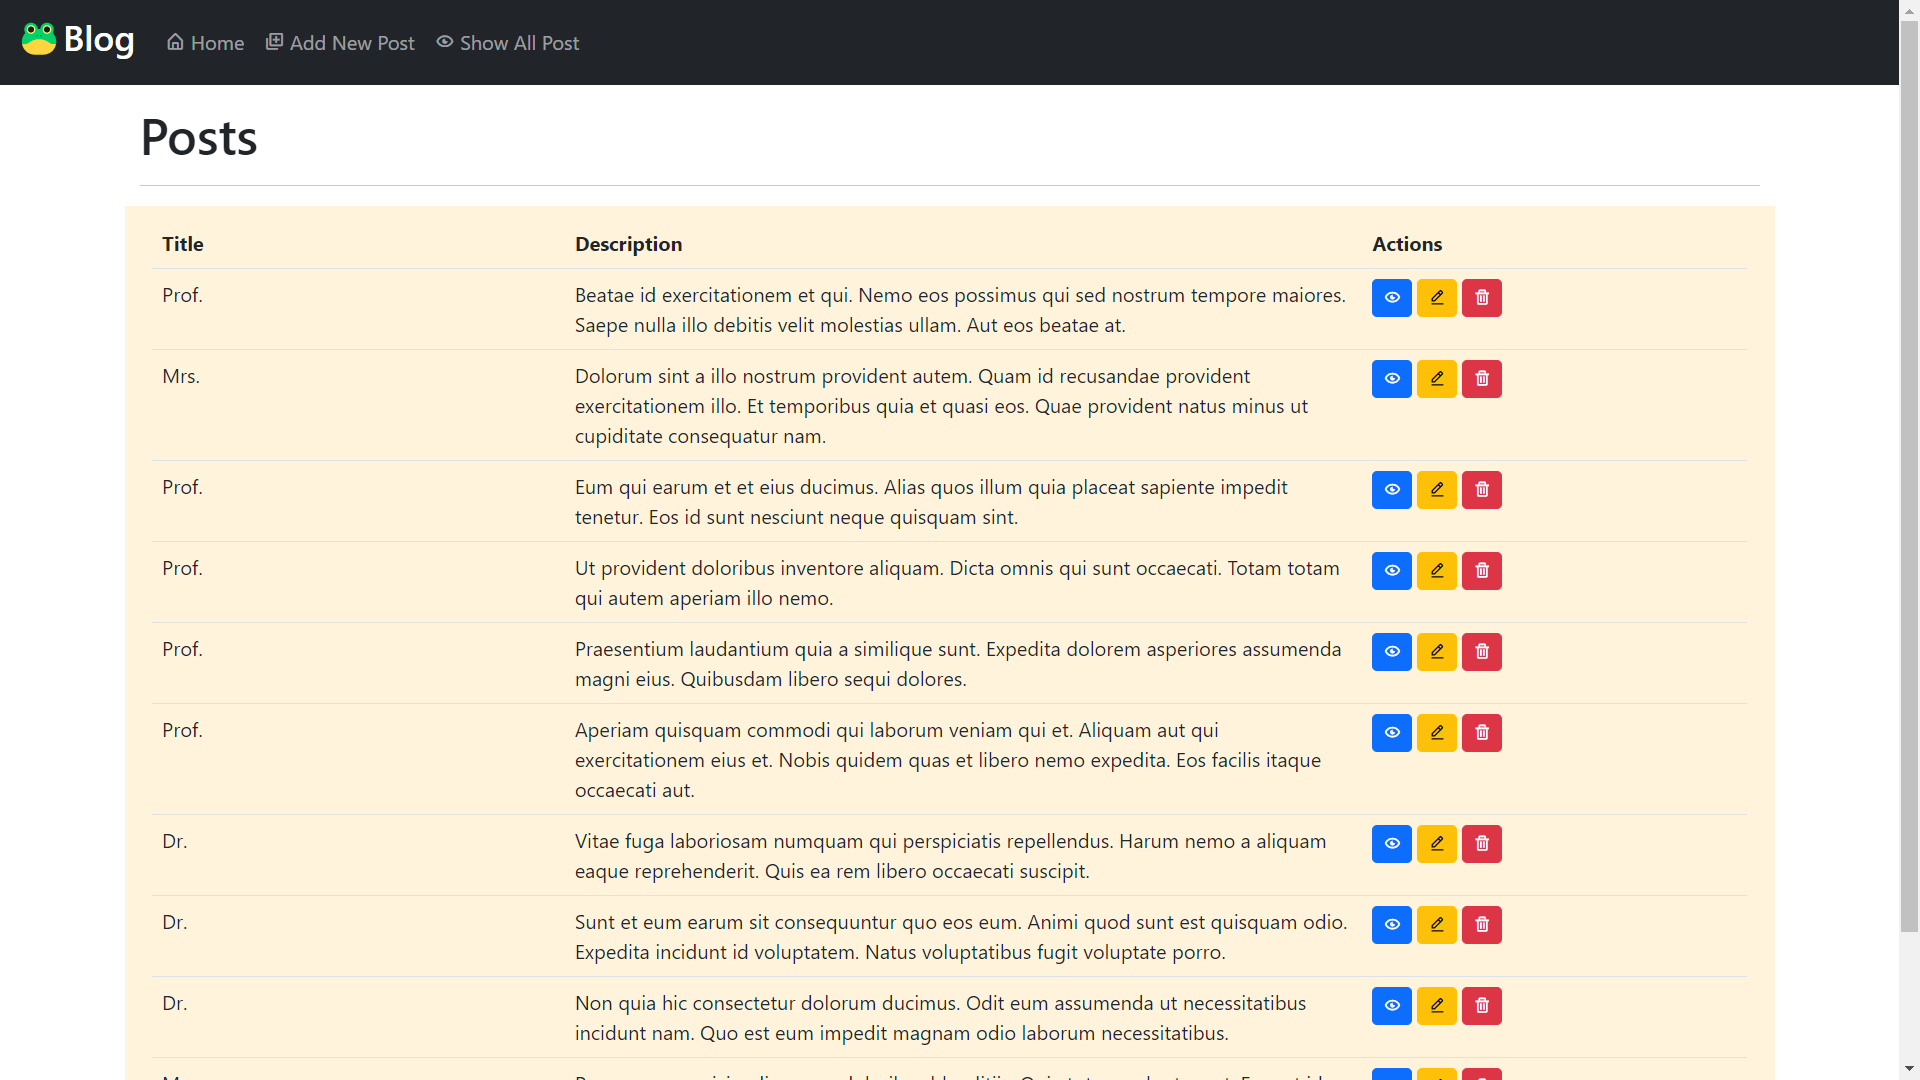 Blog Home Add New Post Show All Post
Posts
Title Description Actions
Prof. Beatae id exercitationem et qui. Nemo eos possimus qui sed nostrum tempore maiores.
Saepe nulla illo debitis velit molestias ullam. Aut eos beatae at.
Mrs. Dolorum sint a illo nostrum provident autem. Quam id recusandae provident
exercitationem illo. Et temporibus quia et quasi eos. Quae provident natus minus ut
cupiditate consequatur nam.
Prof. Eum qui earum et et eius ducimus. Alias quos illum quia placeat sapiente impedit
tenetur. Eos id sunt nesciunt neque quisquam sint.
Prof. Ut provident doloribus inventore aliquam. Dicta omnis qui sunt occaecati. Totam totam
qui autem aperiam illo nemo.
Prof. Praesentium laudantium quia a similique sunt. Expedita dolorem asperiores assumenda
magni eius. Quibusdam libero sequi dolores.
Prof. Aperiam quisquam commodi qui laborum veniam qui et. Aliquam aut qui
exercitationem eius et. Nobis quidem quas et libero nemo expedita. Eos facilis itaque
occaecati aut.
Dr. Vitae fuga laboriosam numquam qui perspiciatis repellendus. Harum nemo a aliquam
eaque reprehenderit. Quis ea rem libero occaecati suscipit.
Dr. Sunt et eum earum sit consequuntur quo eos eum. Animi quod sunt est quisquam odio.
Expedita incidunt id voluptatem. Natus voluptatibus fugit voluptate porro.
Dr. Non quia hic consectetur dolorum ducimus. Odit eum assumenda ut necessitatibus
incidunt nam. Quo est eum impedit magnam odio laborum necessitatibus.